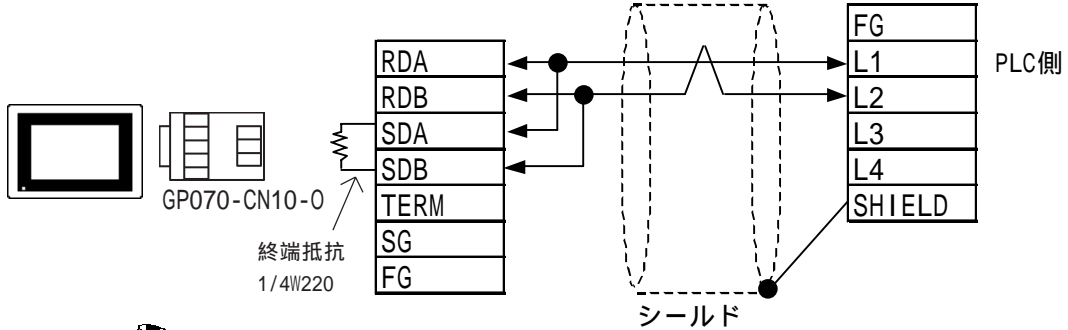 GP070-CN10-O
終端抵抗
1/4W220
RDA
RDB
SDA
SDB
TERM
SG
FG
シールド
FG
L1
L2
L3
L4
SHIELD
PLC側